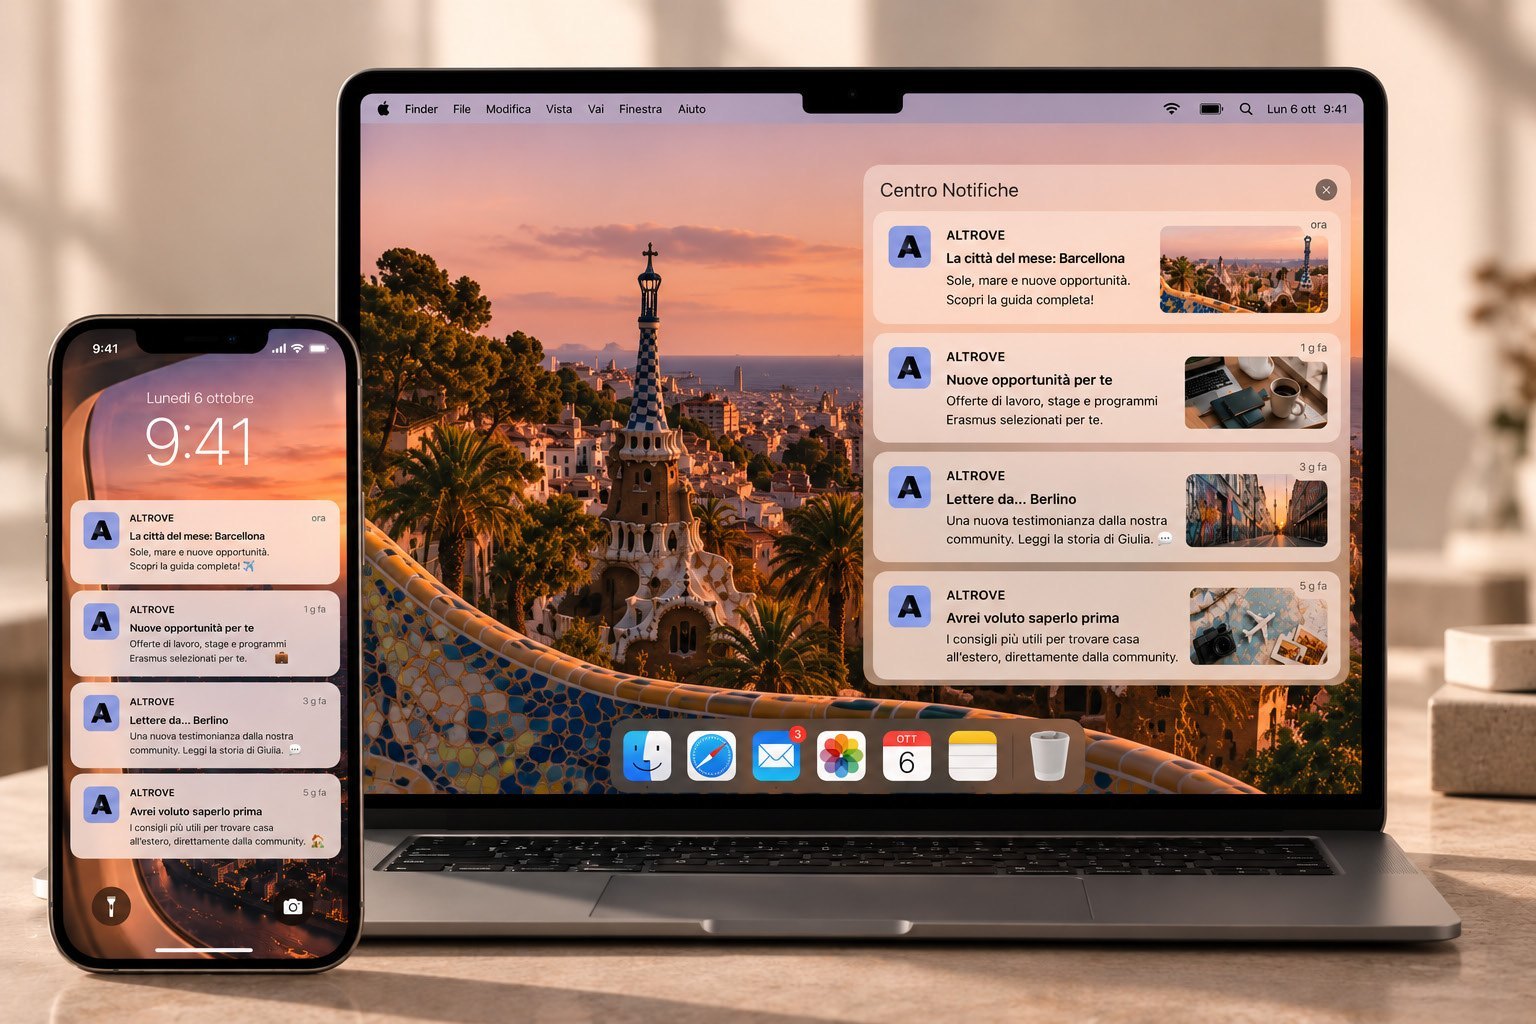 Finder File Modifica Vista Vai Finestra Aiuto
Lun 6 ott 9:41
Centro Notifiche
A
ALTROVE
ora
La città del mese: Barcellona
Sole, mare e nuove opportunità.
Scopri la guida completa!
A
ALTROVE
1 g fa
Nuove opportunità per te
Offerte di lavoro, stage e programmi
Erasmus selezionati per te.
A
ALTROVE
3 g fa
Lettere da... Berlino
Una nuova testimonianza dalla nostra
community. Leggi la storia di Giulia. 💬
A
ALTROVE
5 g fa
Avrei voluto saperlo prima
I consigli più utili per trovare casa
all'estero, direttamente dalla community.
3
OTT
6
9:41
Lunedì 6 ottobre
9:41
A
ALTROVE
ora
La città del mese: Barcellona
Sole, mare e nuove opportunità.
Scopri la guida completa! ✈️
A
ALTROVE
1 g fa
Nuove opportunità per te
Offerte di lavoro, stage e programmi
Erasmus selezionati per te. 💼
A
ALTROVE
3 g fa
Lettere da... Berlino
Una nuova testimonianza dalla nostra
community. Leggi la storia di Giulia. 💬
A
ALTROVE
5 g fa
Avrei voluto saperlo prima
I consigli più utili per trovare casa
all'estero, direttamente dalla community. 🏡